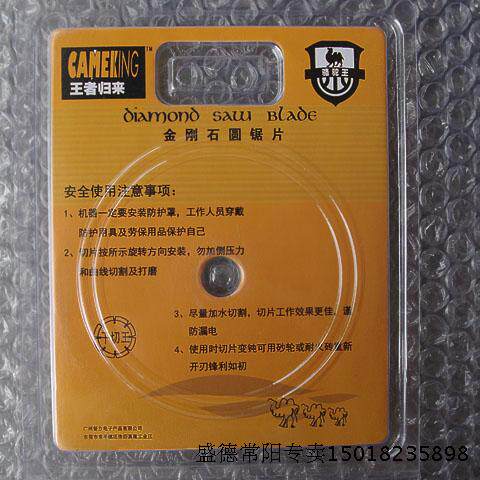 CAMEKING™
王者归来
骆驼王
Diamond Saw Blade
金刚石圆锯片
安全使用注意事项：
1、机器一定要安装防护罩，工作人员穿戴
防护用具及劳保用品保护自己
2、切片按所示旋转方向安装，勿加侧压力
和曲线切割及打磨
3、尽量加水切割，切片工作效果更佳，谨
防漏电
4、使用时切片变钝可用砂轮或耐火砖重新
开刃锋利如初
干切王
盛德常阳专卖15018235898